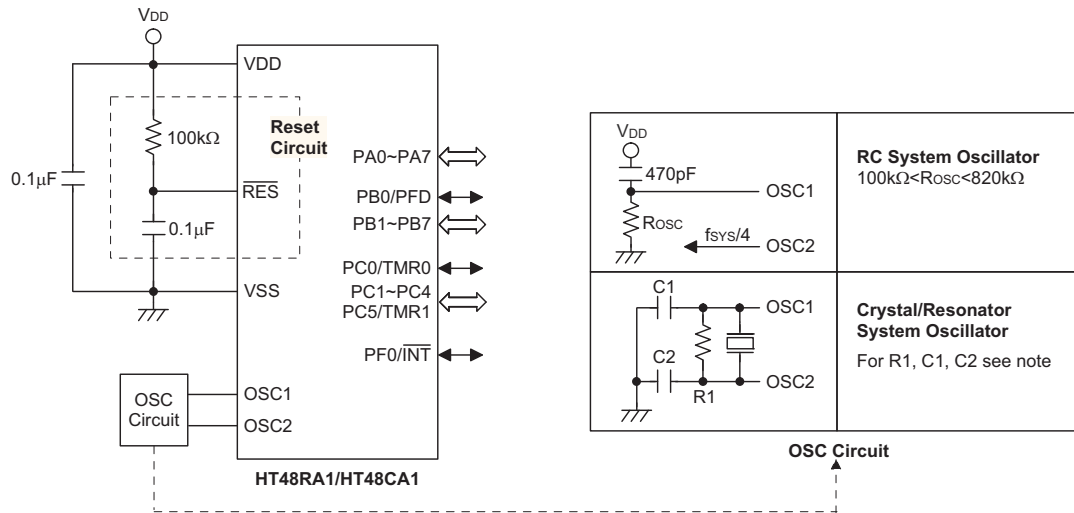 VDD
VDD
100kΩ
Reset
Circuit
0.1μF
RES
0.1μF
VSS
OSC
Circuit
OSC1
OSC2
PA0~PA7
PB0/PFD
PB1~PB7
PC0/TMR0
PC1~PC4
PC5/TMR1
PF0/INT
HT48RA1/HT48CA1
VDD
470pF
OSC1
ROSC
fSYS/4
OSC2
RC System Oscillator
100kΩ<ROSC<820kΩ
C1
OSC1
C2
OSC2
R1
Crystal/Resonator
System Oscillator
For R1, C1, C2 see note
OSC Circuit